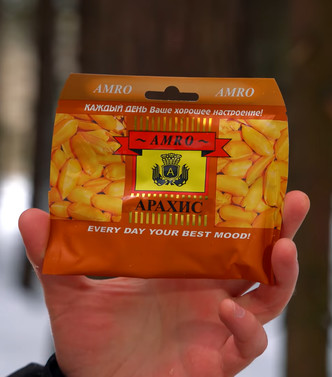 AMRO AMRO
КАЖДЫЙ ДЕНЬ Ваше хорошее настроение!
~ AMRO ~
A
АРАХИС
EVERY DAY YOUR BEST MOOD!